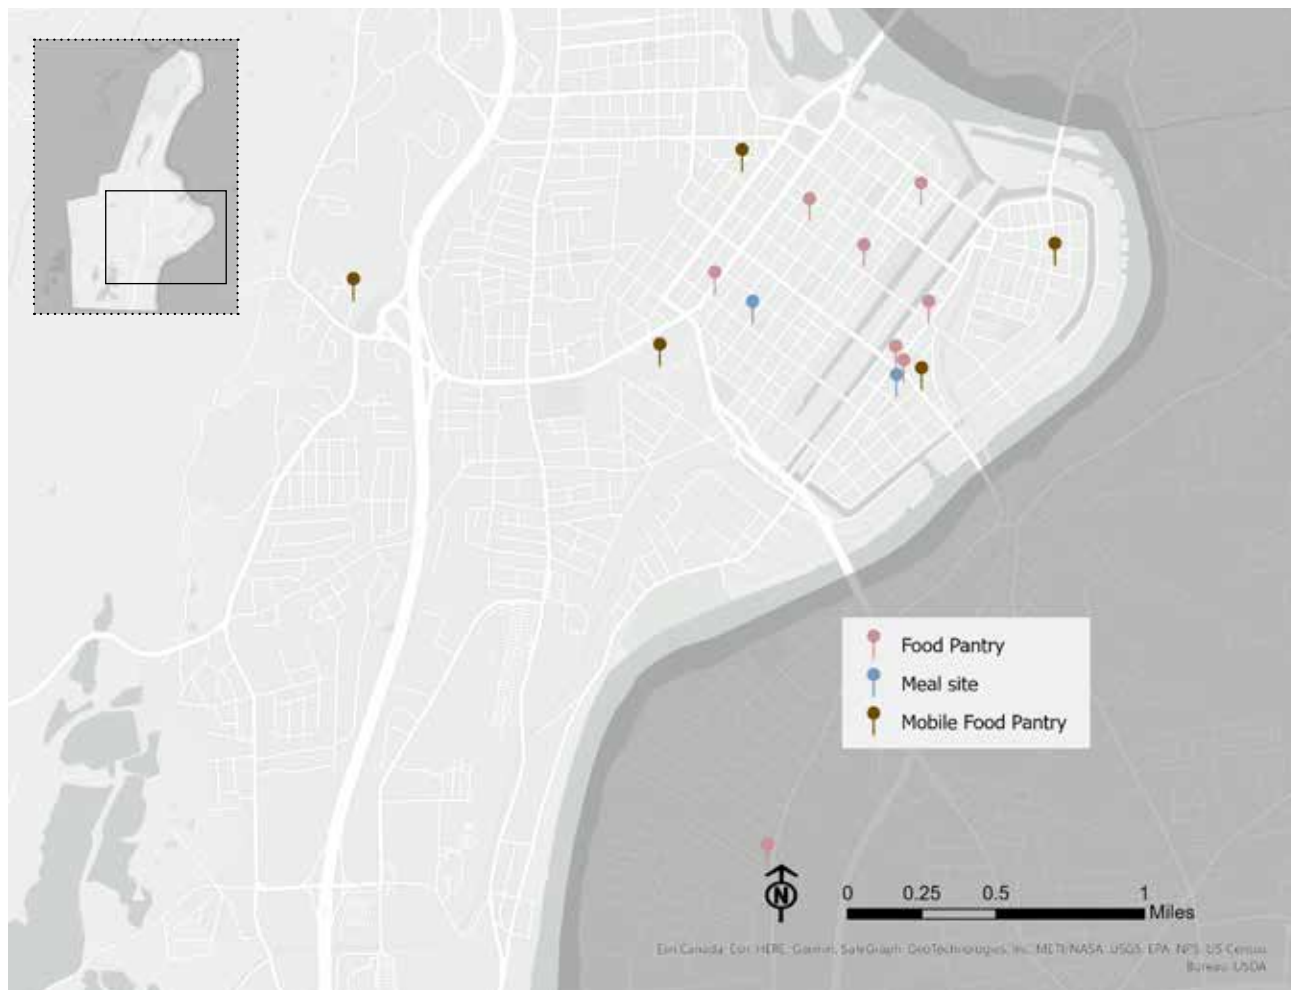 Food Pantry
Meal site
Mobile Food Pantry
N
0 0.25 0.5 1
Miles
Esri Canada, Esri, HERE, Garmin, SafeGraph, GeoTechnologies, Inc, METI/NASA, USGS, EPA, NPS, US Census
Bureau, USDA